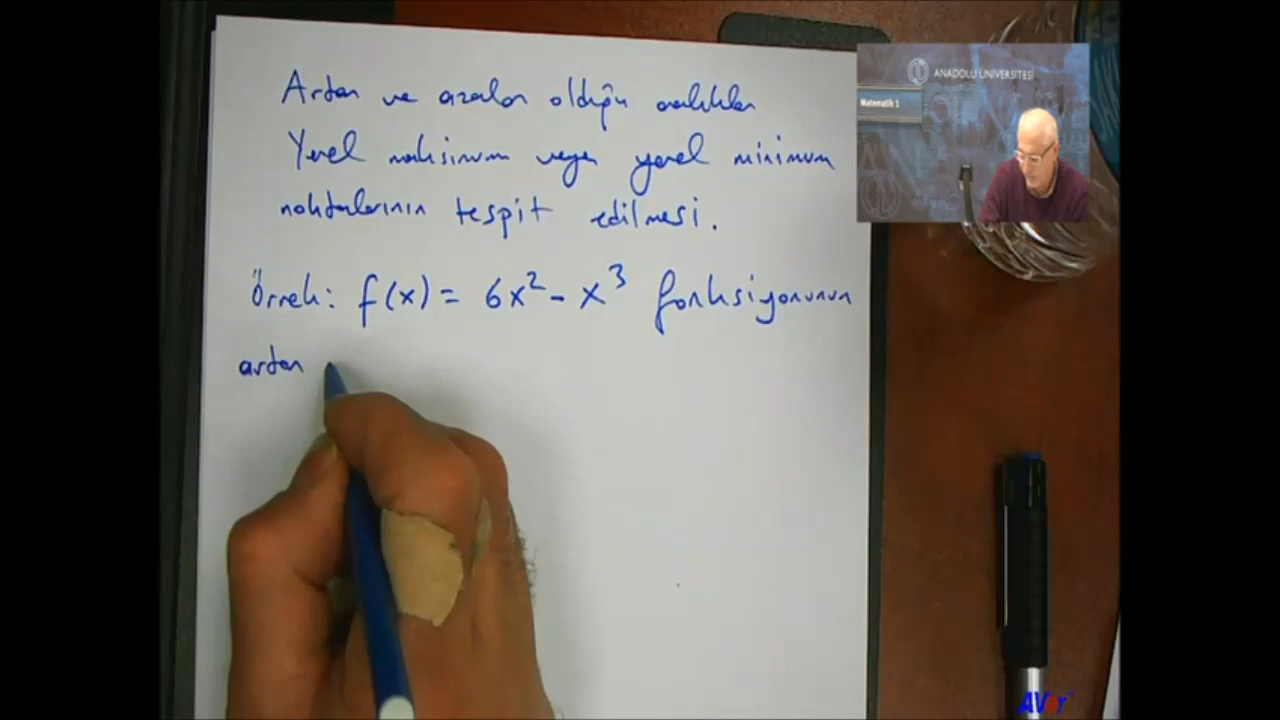 Artan ve azalan olduğu aralıklar
Yerel maksimum veya yerel minimum
noktalarının tespit edilmesi.
Örnek: f(x) = 6x² - x³ fonksiyonunun
artan
ANADOLU ÜNİVERSİTESİ
Matematik 1
AVer